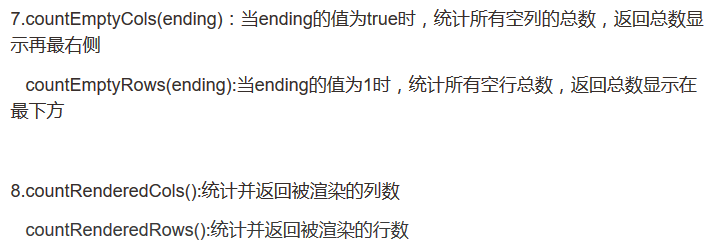 7.countEmptyCols(ending)：当ending的值为true时，统计所有空列的总数，返回总数显
示再最右侧
countEmptyRows(ending):当ending的值为1时，统计所有空行总数，返回总数显示在
最下方
8.countRenderedCols():统计并返回被渲染的列数
countRenderedRows():统计并返回被渲染的行数